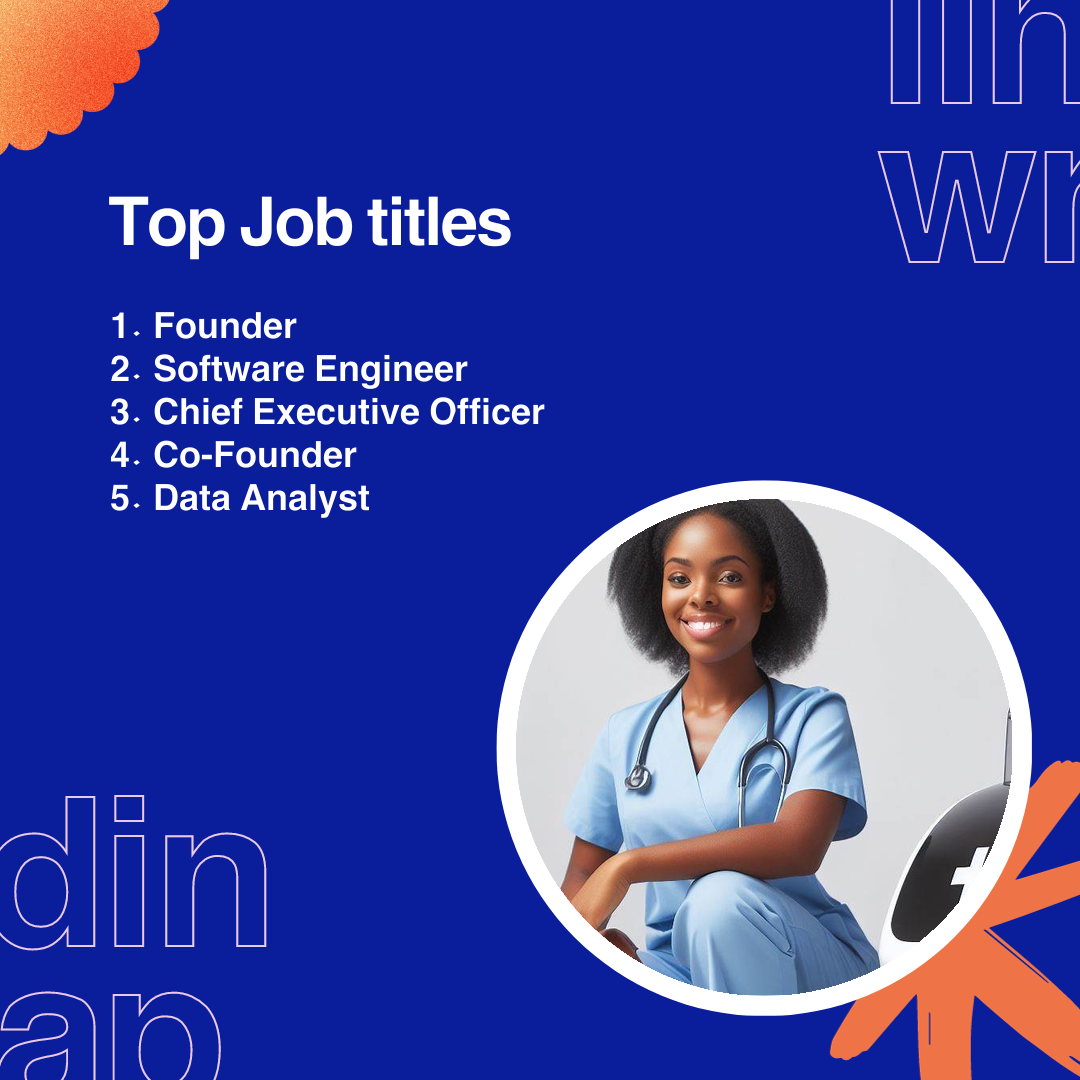 Top Job titles
1. Founder
2. Software Engineer
3. Chief Executive Officer
4. Co-Founder
5. Data Analyst
din